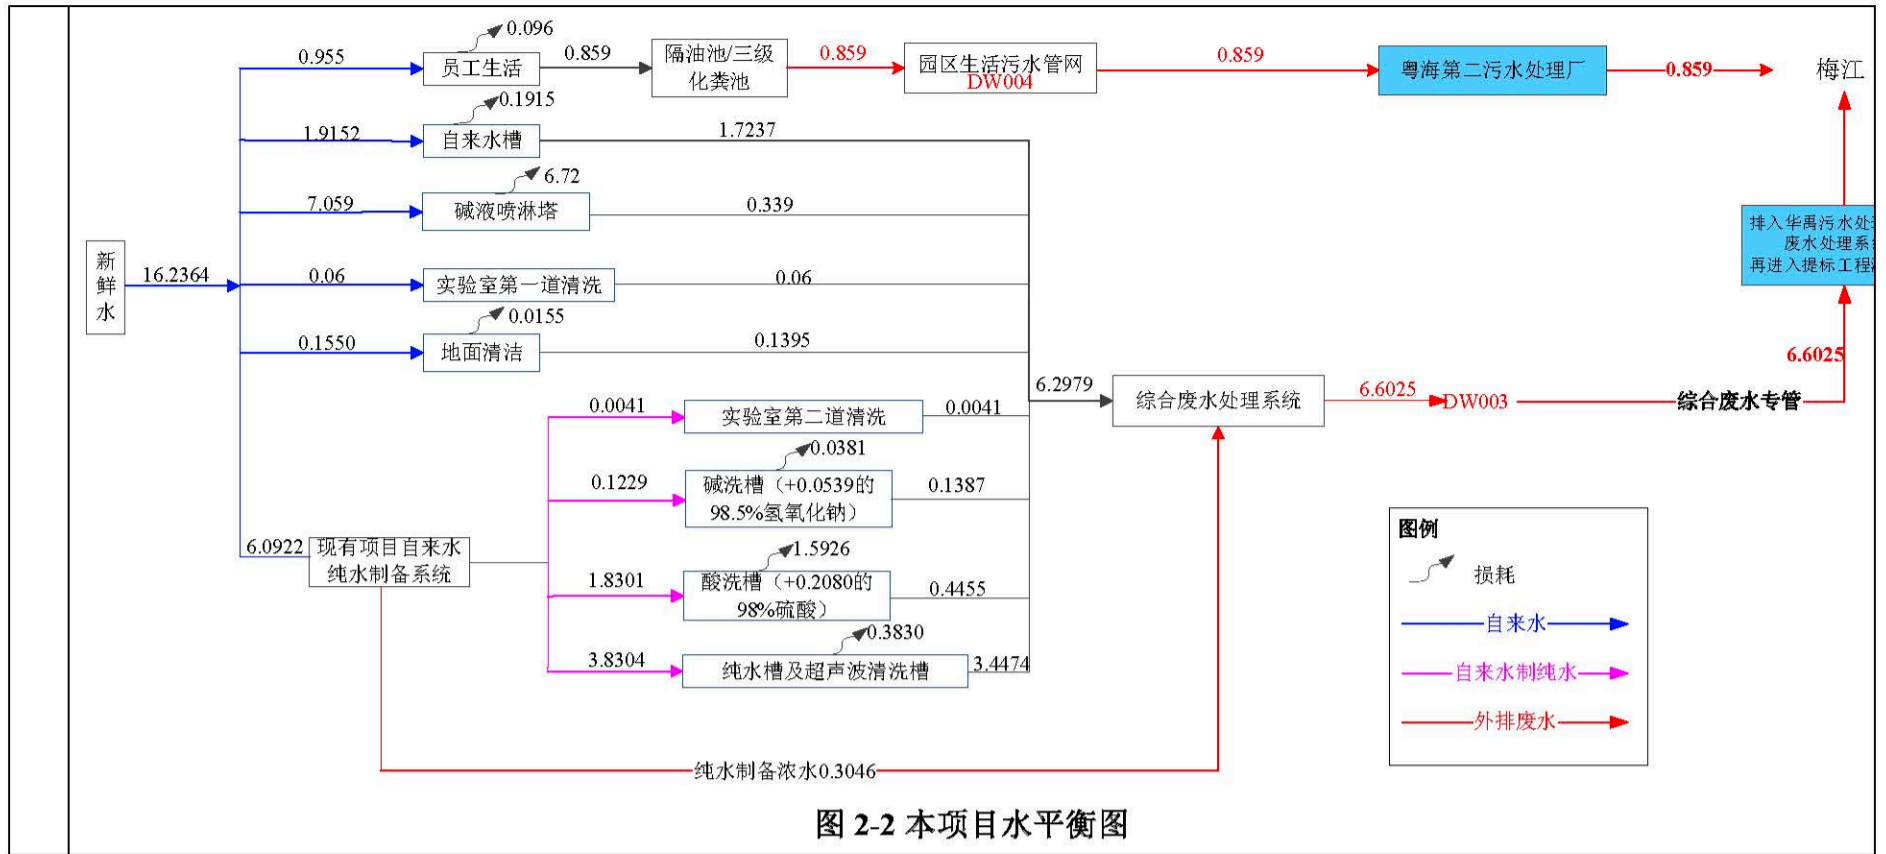 0.096
0.955
员工生活
0.859
隔油池/三级
化粪池
0.859
园区生活污水管网
DW004
0.859
粤海第二污水处理厂
0.859
梅江
0.1915
1.9152
自来水槽
1.7237
6.72
7.059
碱液喷淋塔
0.339
排入华禹污水处
废水处理系
再进入提标工程
新
鲜
水
16.2364
0.06
实验室第一道清洗
0.06
0.0155
0.1550
地面清洁
0.1395
6.6025
6.2979
综合废水处理系统
6.6025
DW003
综合废水专管
0.0041
实验室第二道清洗
0.0041
0.0381
0.1229
碱洗槽（+0.0539的
98.5%氢氧化钠）
0.1387
6.0922
现有项目自来水
纯水制备系统
1.5926
1.8301
酸洗槽（+0.2080的
98%硫酸）
0.4455
0.3830
3.8304
纯水槽及超声波清洗槽
3.4474
纯水制备浓水0.3046
图例
损耗
自来水
自来水制纯水
外排废水
图 2-2 本项目水平衡图